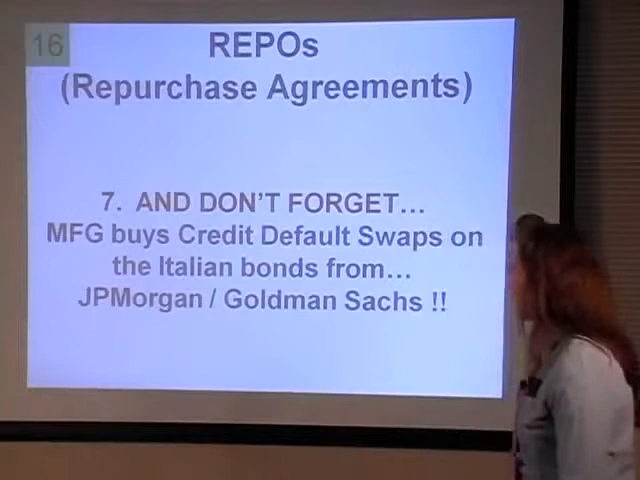 16
REPOs
(Repurchase Agreements)
7. AND DON'T FORGET...
MFG buys Credit Default Swaps on
the Italian bonds from...
JPMorgan / Goldman Sachs !!